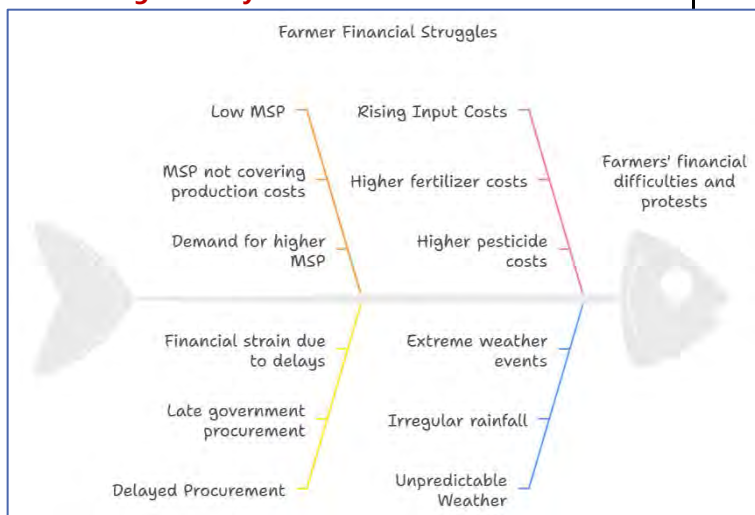 Farmer Financial Struggles
Low MSP
MSP not covering
production costs
Demand for higher
MSP
Rising Input Costs
Higher fertilizer costs
Higher pesticide
costs
Farmers' financial
difficulties and
protests
Financial strain due
to delays
Late government
procurement
Delayed Procurement
Extreme weather
events
Irregular rainfall
Unpredictable
Weather